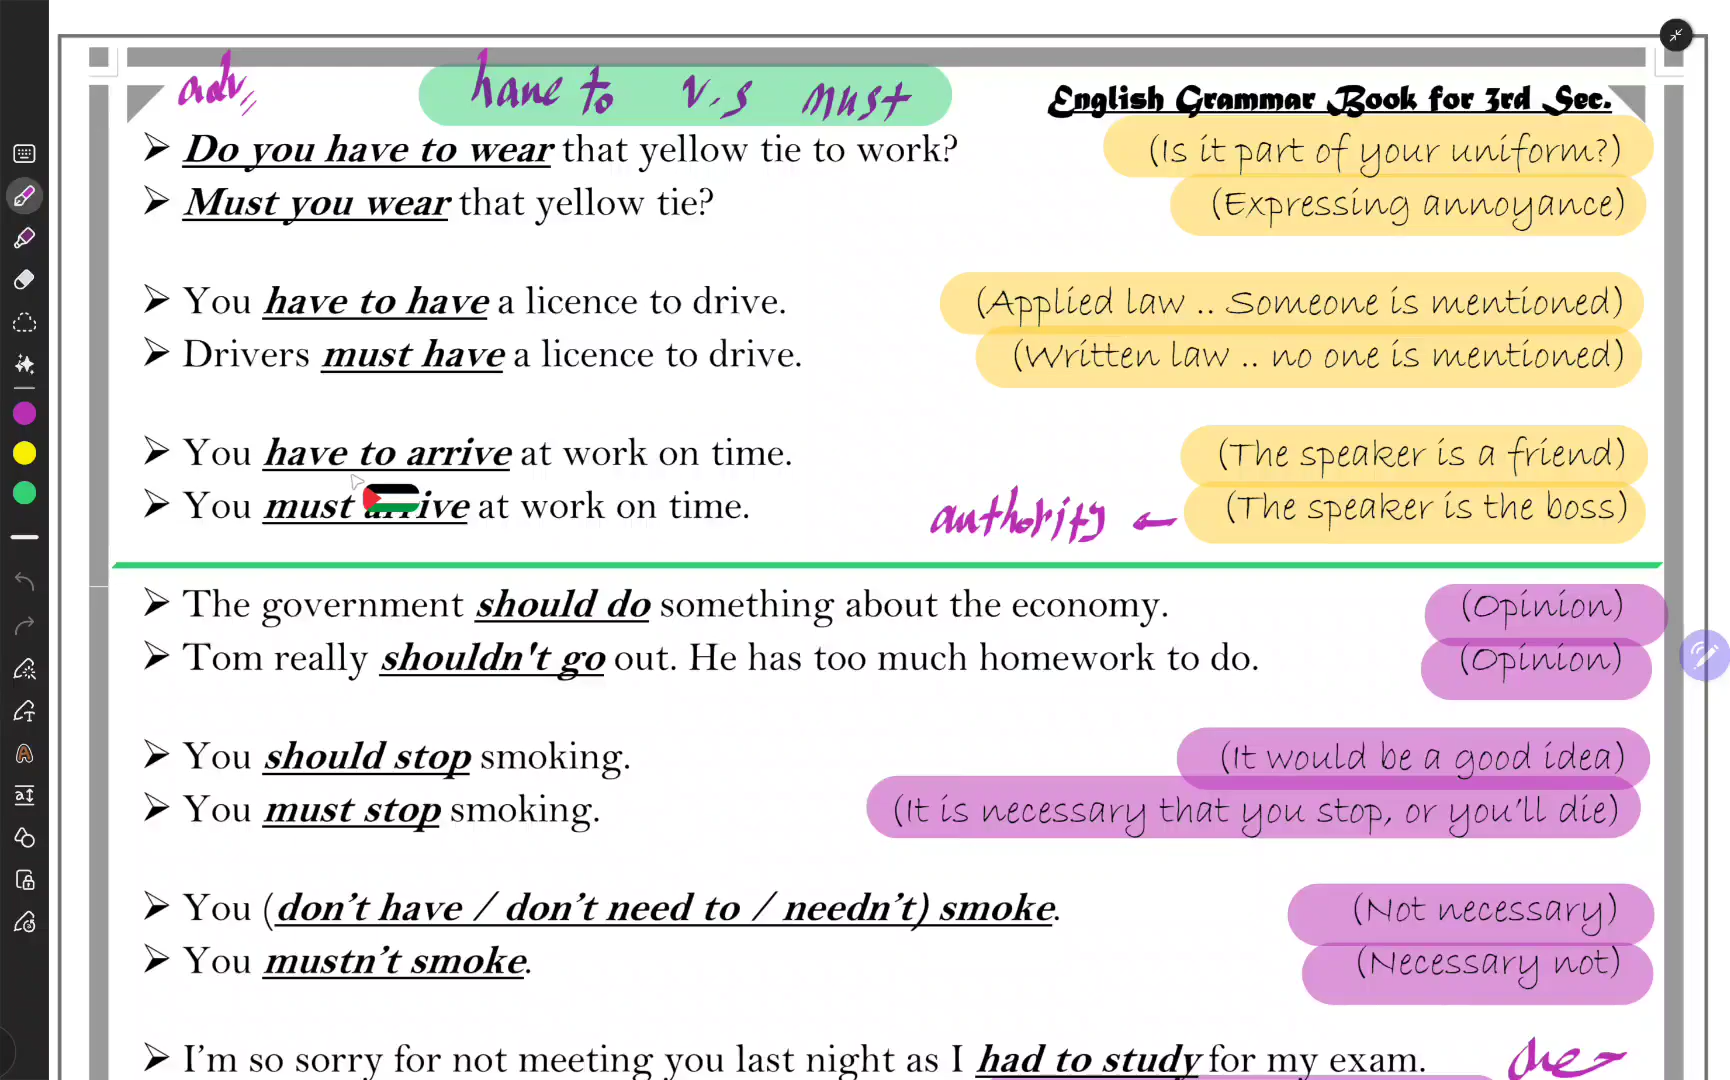 adv,,
have to v.s must
English Grammar Book for 3rd Sec.
Do you have to wear that yellow tie to work? (Is it part of your uniform?)
Must you wear that yellow tie? (Expressing annoyance)
You have to have a licence to drive. (Applied law .. Someone is mentioned)
Drivers must have a licence to drive. (Written law .. no one is mentioned)
You have to arrive at work on time. (The speaker is a friend)
You must arrive at work on time. (The speaker is the boss)
authority ←
The government should do something about the economy. (Opinion)
Tom really shouldn't go out. He has too much homework to do. (Opinion)
You should stop smoking. (It would be a good idea)
You must stop smoking. (It is necessary that you stop, or you'll die)
You (don't have / don't need to / needn't) smoke. (Not necessary)
You mustn't smoke. (Necessary not)
I'm so sorry for not meeting you last night as I had to study for my exam.